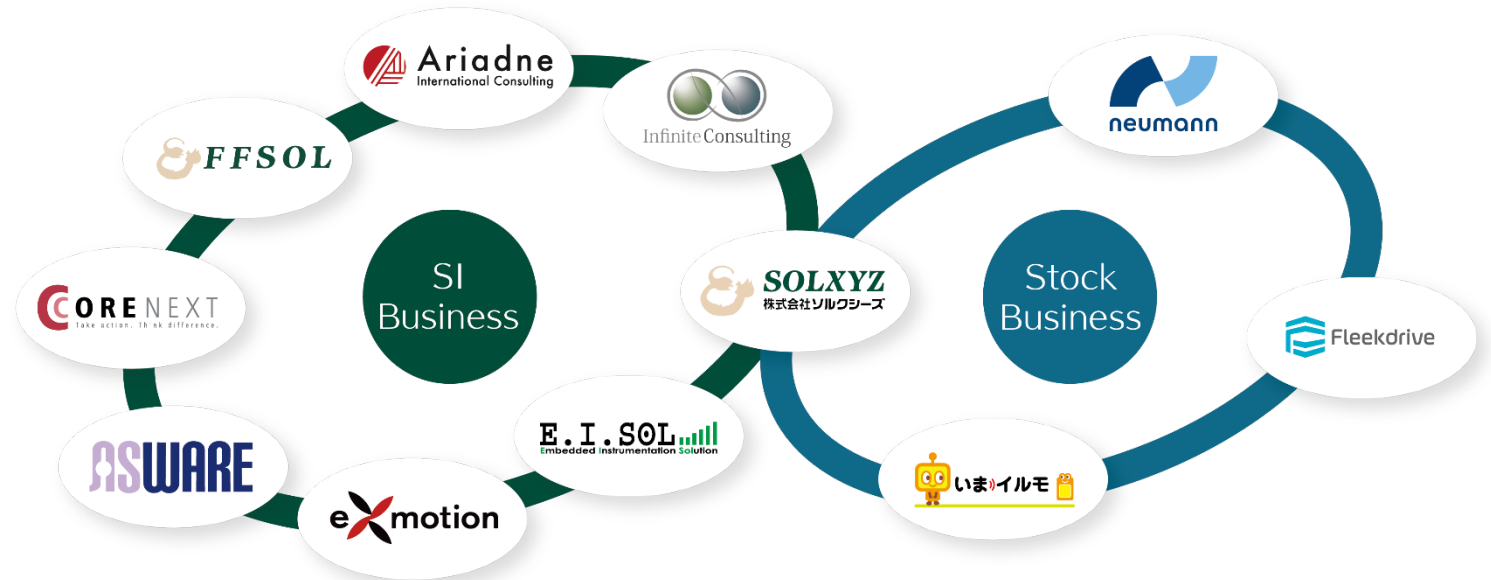 Ariadne
International Consulting
Infinite Consulting
neumann
FFSOL
SI
Business
SOLXYZ
株式会社ソルクシーズ
Stock
Business
CORE NEXT
Take action. Think difference.
Fleekdrive
E.I.SOL
Embedded Instrumentation Solution
ASWARE
いまイルモ
eXmotion